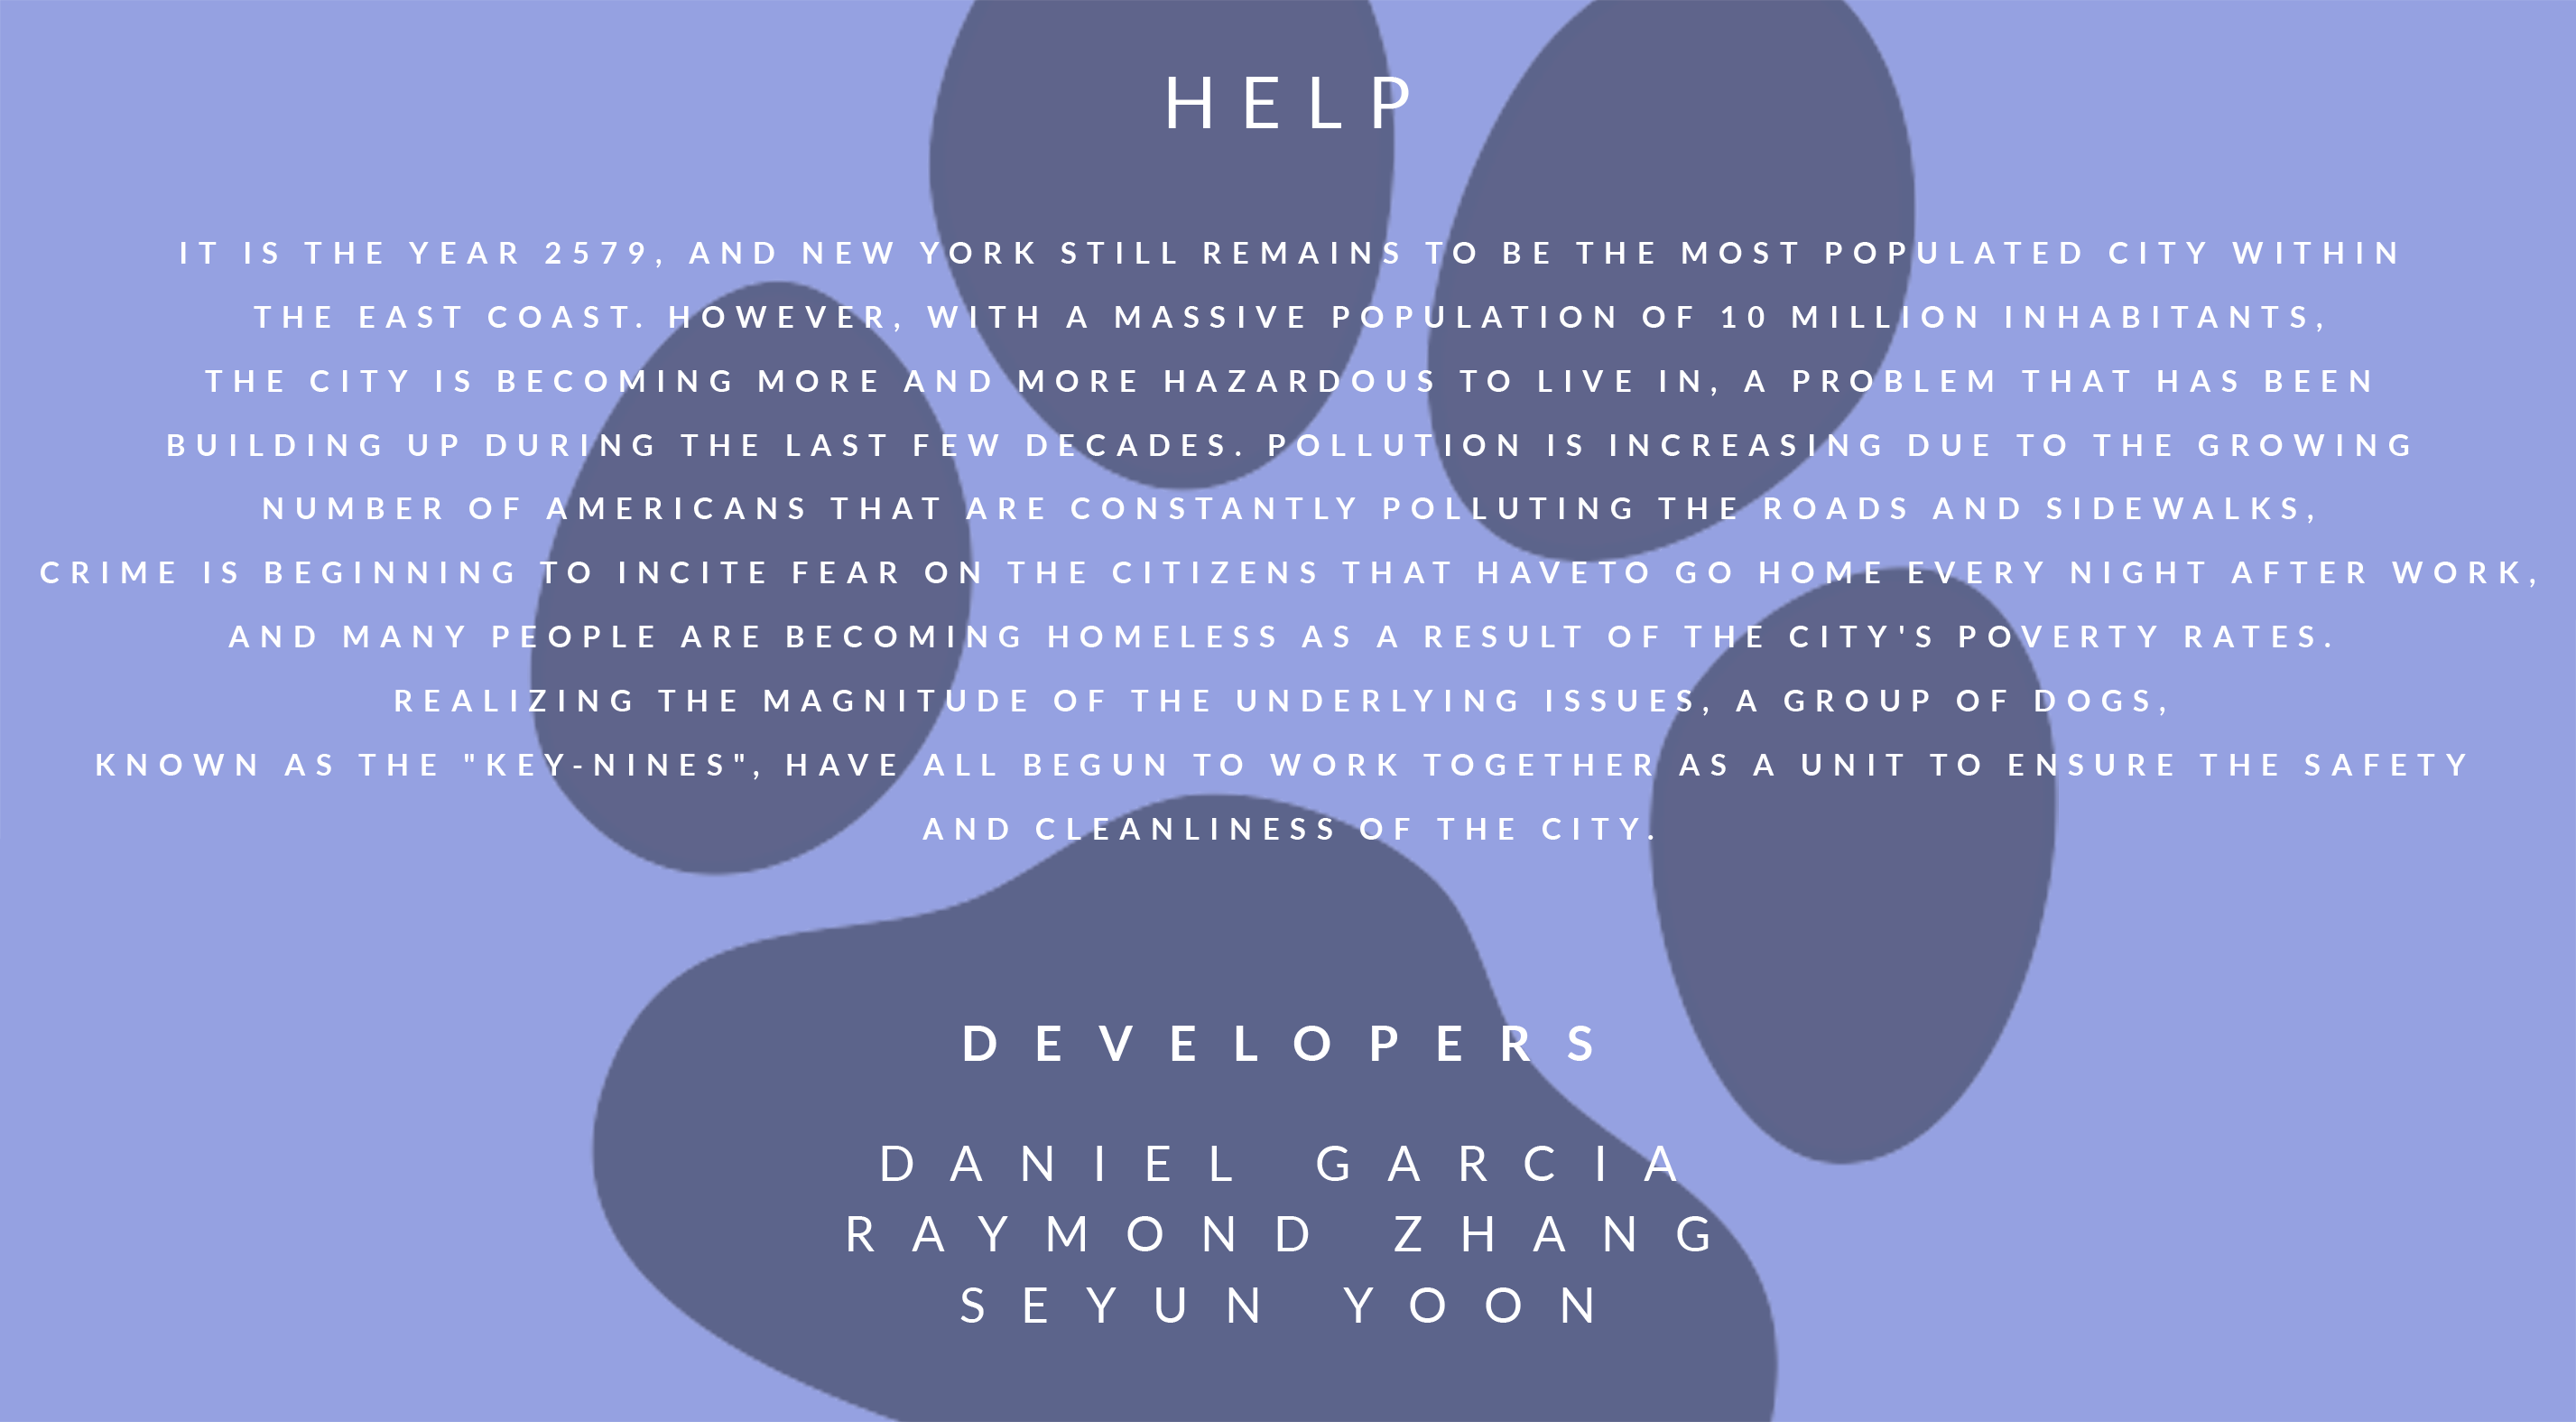 HELP
IT IS THE YEAR 2579, AND NEW YORK STILL REMAINS TO BE THE MOST POPULATED CITY WITHIN
THE EAST COAST. HOWEVER, WITH A MASSIVE POPULATION OF 10 MILLION INHABITANTS,
THE CITY IS BECOMING MORE AND MORE HAZARDOUS TO LIVE IN, A PROBLEM THAT HAS BEEN
BUILDING UP DURING THE LAST FEW DECADES. POLLUTION IS INCREASING DUE TO THE GROWING
NUMBER OF AMERICANS THAT ARE CONSTANTLY POLLUTING THE ROADS AND SIDEWALKS,
CRIME IS BEGINNING TO INCITE FEAR ON THE CITIZENS THAT HAVETO GO HOME EVERY NIGHT AFTER WORK,
AND MANY PEOPLE ARE BECOMING HOMELESS AS A RESULT OF THE CITY'S POVERTY RATES.
REALIZING THE MAGNITUDE OF THE UNDERLYING ISSUES, A GROUP OF DOGS,
KNOWN AS THE "KEY-NINES", HAVE ALL BEGUN TO WORK TOGETHER AS A UNIT TO ENSURE THE SAFETY
AND CLEANLINESS OF THE CITY.
DEVELOPERS
DANIEL GARCIA
RAYMOND ZHANG
SEYUN YOON